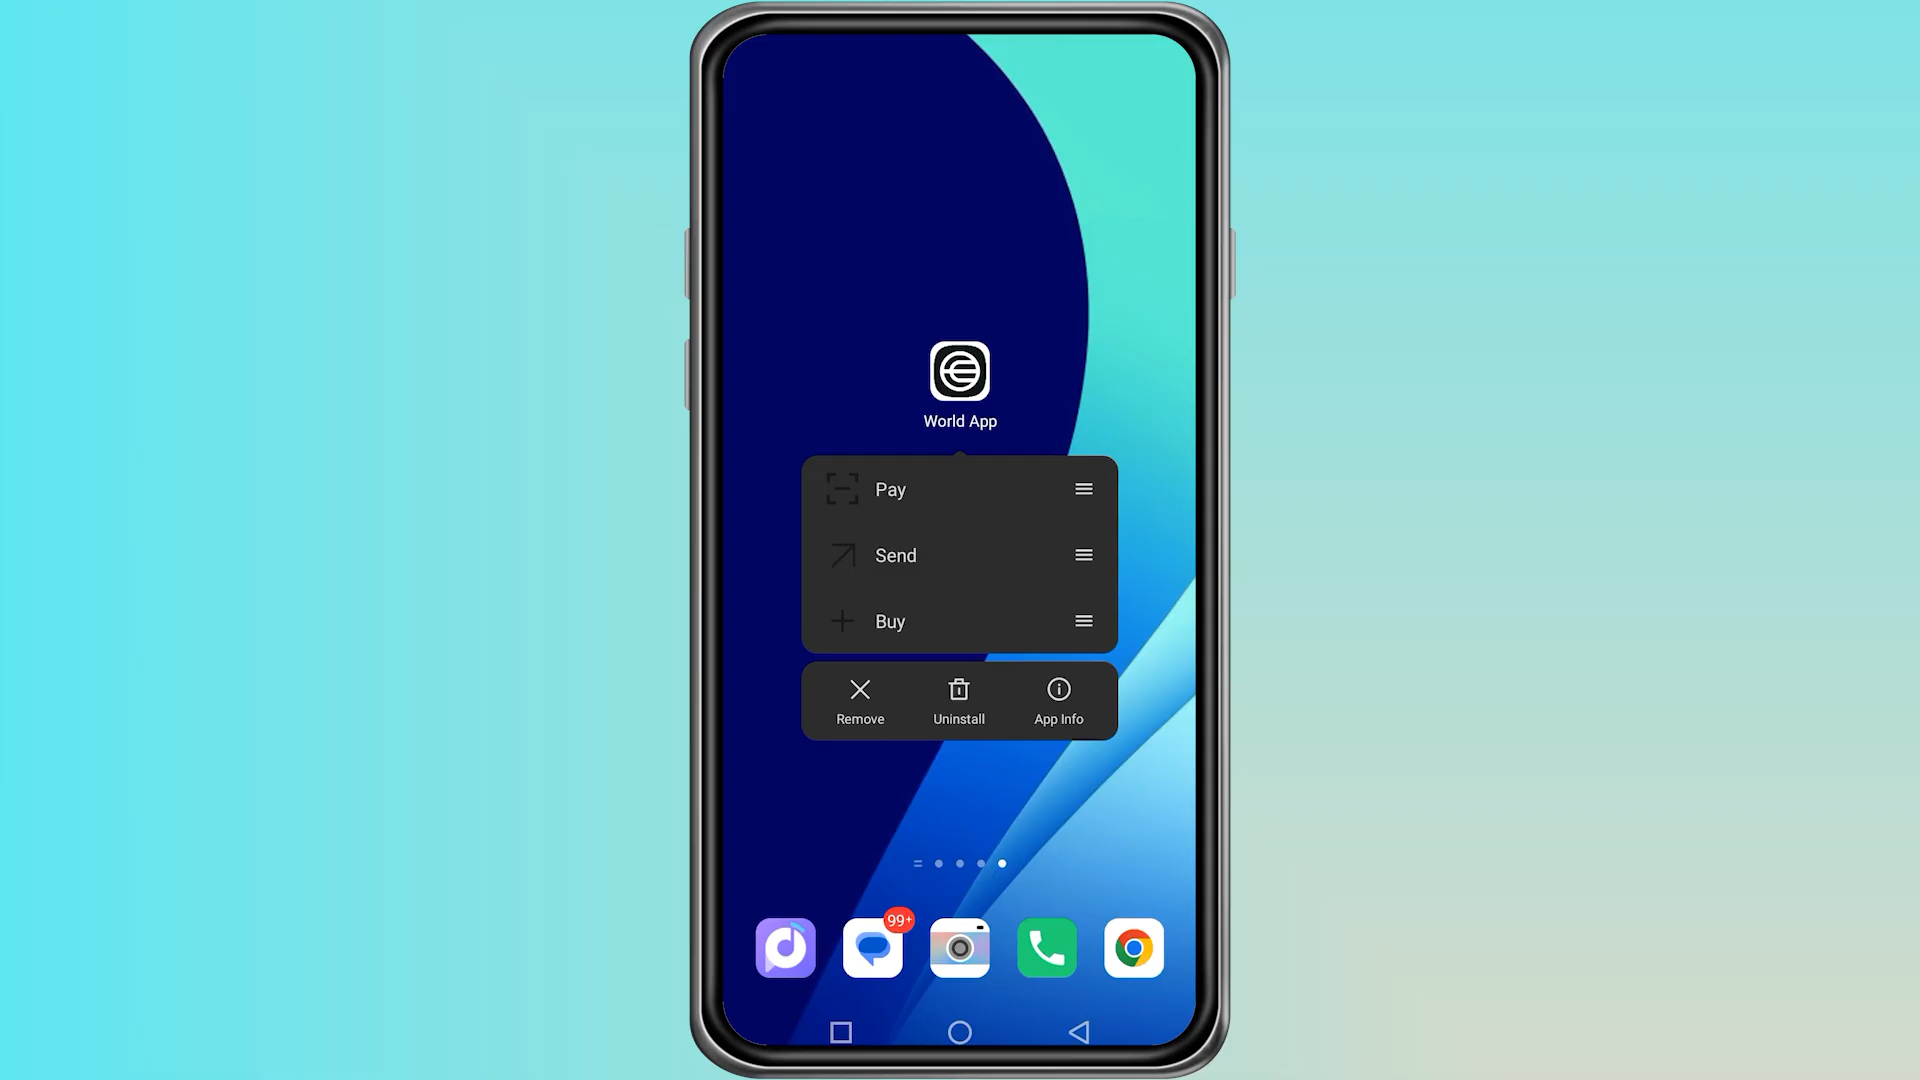 World App
Pay
Send
Buy
Remove
Uninstall
App Info
99+